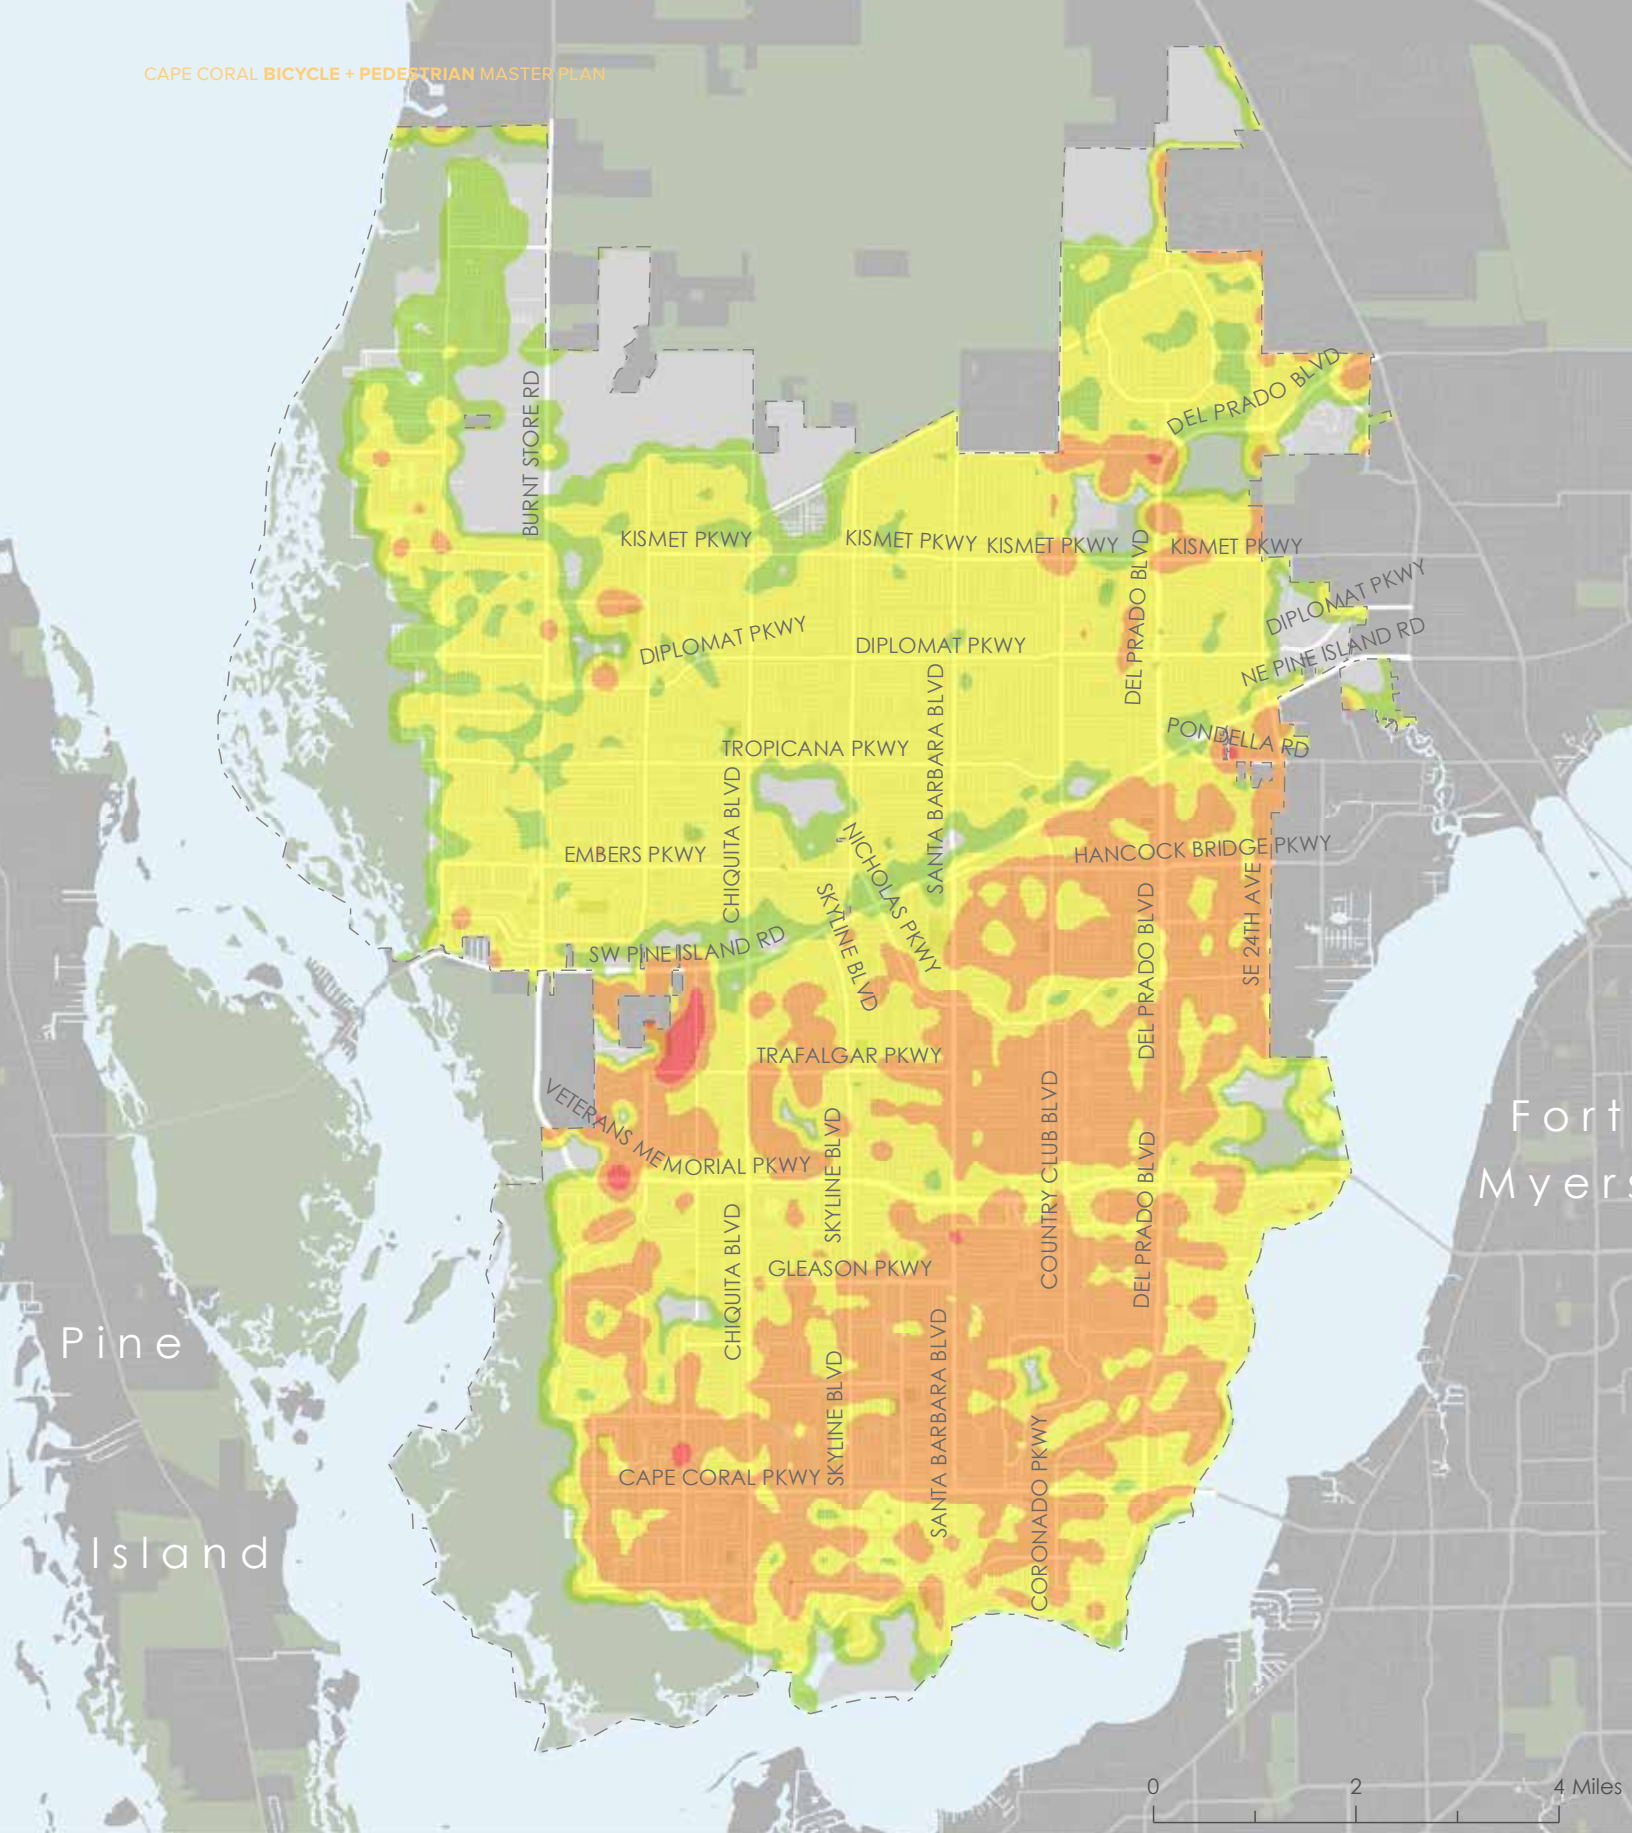 CAPE CORAL BICYCLE + PEDESTRIAN MASTER PLAN
BURNT STORE RD
DEL PRADO BLVD
KISMET PKWY
KISMET PKWY
KISMET PKWY
KISMET PKWY
DEL PRADO BLVD
DIPLOMAT PKWY
DIPLOMAT PKWY
DIPLOMAT PKWY
NE PINE ISLAND RD
SANTA BARBARA BLVD
TROPICANA PKWY
PONDELLA RD
CHIQUITA BLVD
EMBERS PKWY
NICHOLAS PKWY
HANCOCK BRIDGE PKWY
SKYLINE BLVD
DEL PRADO BLVD
SE 24TH AVE
SW PINE ISLAND RD
TRAFALGAR PKWY
COUNTRY CLUB BLVD
VETERANS MEMORIAL PKWY
SKYLINE BLVD
DEL PRADO BLVD
Fort
Myers
CHIQUITA BLVD
GLEASON PKWY
Pine
Island
SKYLINE BLVD
SANTA BARBARA BLVD
CORONADO PKWY
CAPE CORAL PKWY
0 2 4 Miles